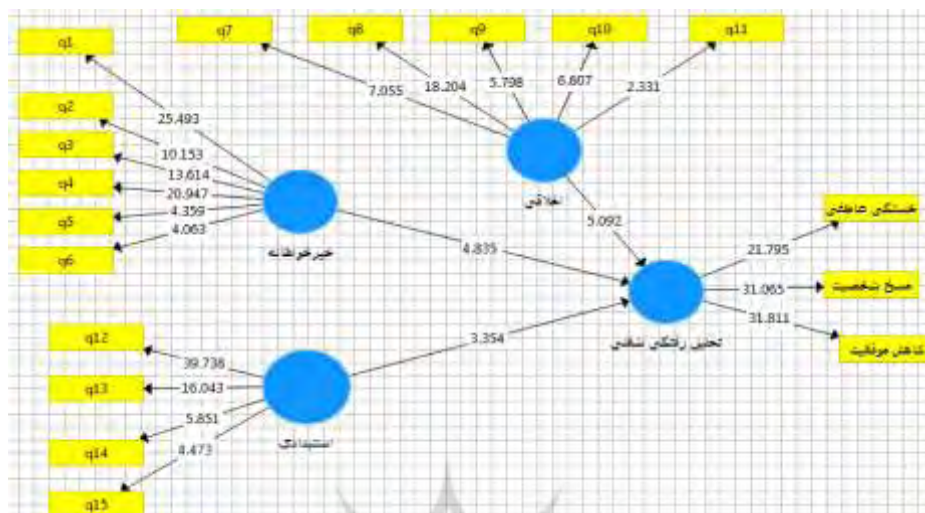 q7
q8
q9
q10
q11
q1
7.055
18.204
5.798
6.607
2.331
q2
25.493
q3
10.153
13.614
q4
20.947
q5
4.359
4.063
اخلاقی
q6
خیرخواهانه
5.092
خستگی عاطفی
4.835
21.795
31.065
مسخ شخصیت
31.811
q12
3.354
تحلیل رفتگی شغلی
کاهش موفقیت
39.738
q13
16.043
5.851
q14
4.473
استبدادی
q15